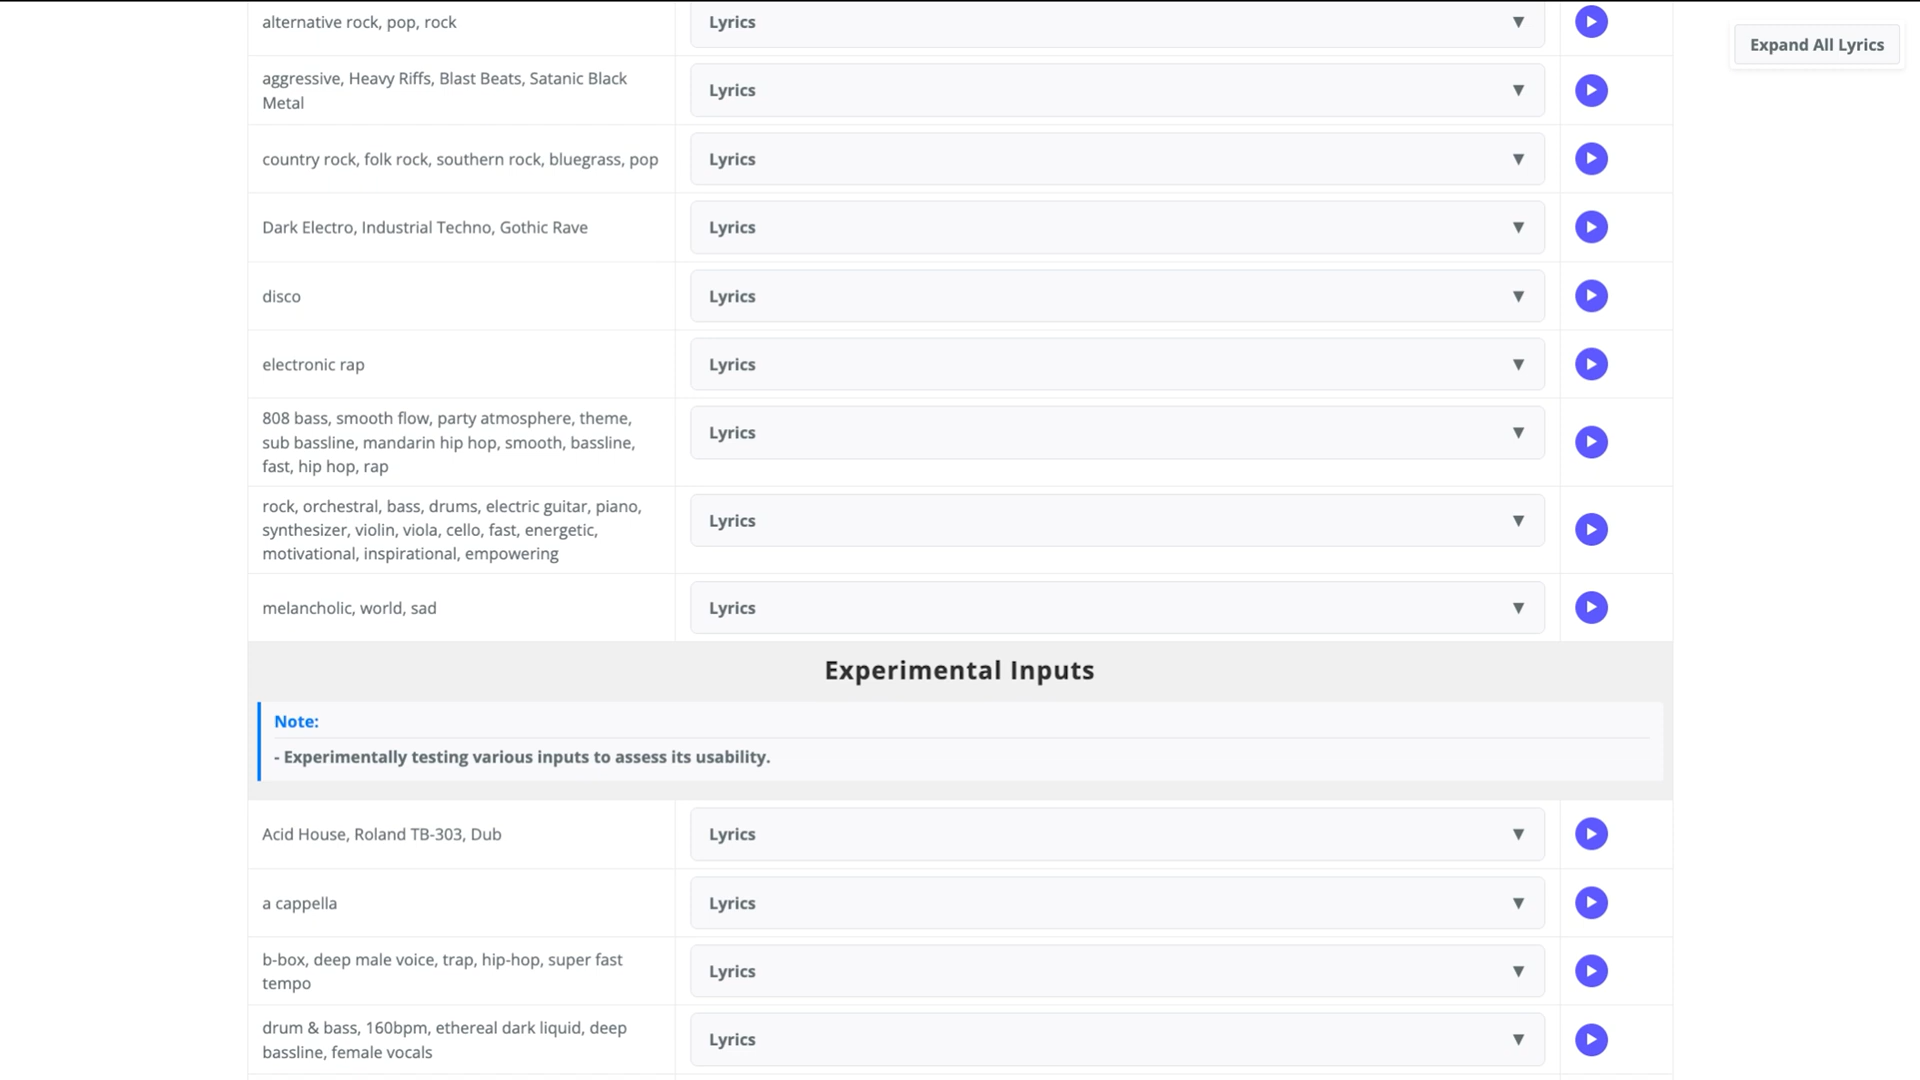 alternative rock, pop, rock
Lyrics ▼
Expand All Lyrics
aggressive, Heavy Riffs, Blast Beats, Satanic Black
Metal
Lyrics ▼
country rock, folk rock, southern rock, bluegrass, pop
Lyrics ▼
Dark Electro, Industrial Techno, Gothic Rave
Lyrics ▼
disco
Lyrics ▼
electronic rap
Lyrics ▼
808 bass, smooth flow, party atmosphere, theme,
sub bassline, mandarin hip hop, smooth, bassline,
fast, hip hop, rap
Lyrics ▼
rock, orchestral, bass, drums, electric guitar, piano,
synthesizer, violin, viola, cello, fast, energetic,
motivational, inspirational, empowering
Lyrics ▼
melancholic, world, sad
Lyrics ▼
Experimental Inputs
Note:
- Experimentally testing various inputs to assess its usability.
Acid House, Roland TB-303, Dub
Lyrics ▼
a cappella
Lyrics ▼
b-box, deep male voice, trap, hip-hop, super fast
tempo
Lyrics ▼
drum & bass, 160bpm, ethereal dark liquid, deep
bassline, female vocals
Lyrics ▼